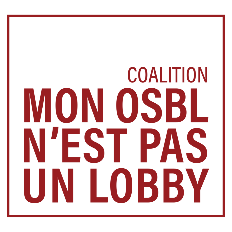 COALITION
MON OSBL
N'EST PAS
UN LOBBY